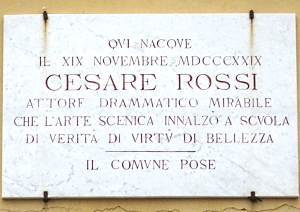 QVI NACQVE
IL XIX NOVEMBRE MDCCCXXIX
CESARE ROSSI
ATTORE DRAMMATICO MIRABILE
CHE L'ARTE SCENICA INNALZÒ A SCVOLA
DI VERITÀ DI VIRTÙ DI BELLEZZA
IL COMVNE POSE